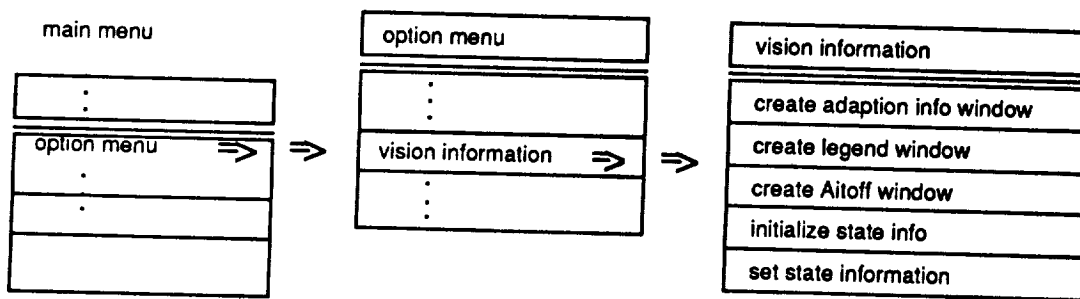 main menu
option menu
option menu
vision information
vision information
create adaption info window
create legend window
create Aitoff window
initialize state info
set state information